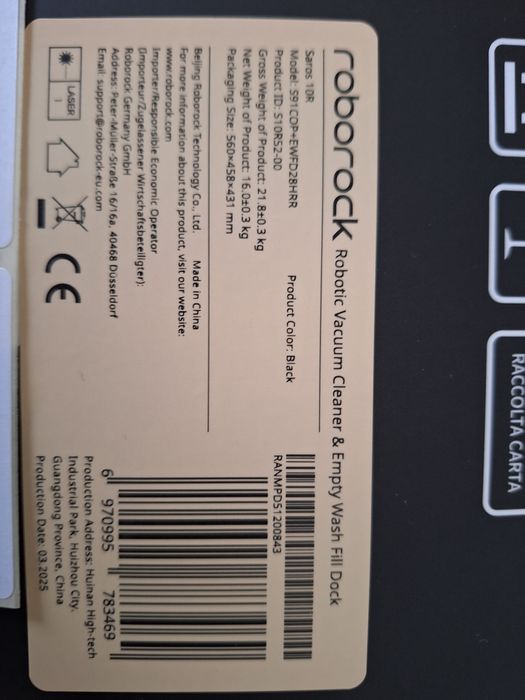 roborock Robotic Vacuum Cleaner & Empty Wash Fill Dock
Saros 10R
Model: S91LCOP+EWFD28HRR Product Color: Black
Product ID: S10R52-00
Gross Weight of Product: 21.8±0.3 kg
Net Weight of Product: 16.0±0.3 kg
Packaging Size: 560×458×431 mm
RANMPD51200843
Beijing Roborock Technology Co., Ltd. Made in China
For more information about this product, visit our website:
www.roborock.com
Importer/Responsible Economic Operator
(Importeur/Zugelassener Wirtschaftsbeteiligter):
Roborock Germany GmbH
Address: Peter-Müller-Straße 16/16a, 40468 Düsseldorf
Email: support@roborock-eu.com
LASER
1
CE
6 970995 783469
Production Address: Huinan High-tech
Industrial Park, Huizhou City,
Guangdong Province, China
Production Date: 03.2025
RACCOLTA CARTA